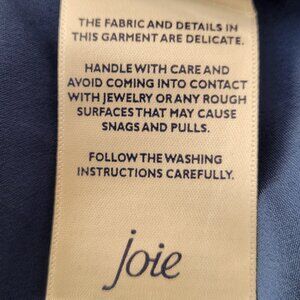 THE FABRIC AND DETAILS IN
THIS GARMENT ARE DELICATE.
HANDLE WITH CARE AND
AVOID COMING INTO CONTACT
WITH JEWELRY OR ANY ROUGH
SURFACES THAT MAY CAUSE
SNAGS AND PULLS.
FOLLOW THE WASHING
INSTRUCTIONS CAREFULLY.
joie